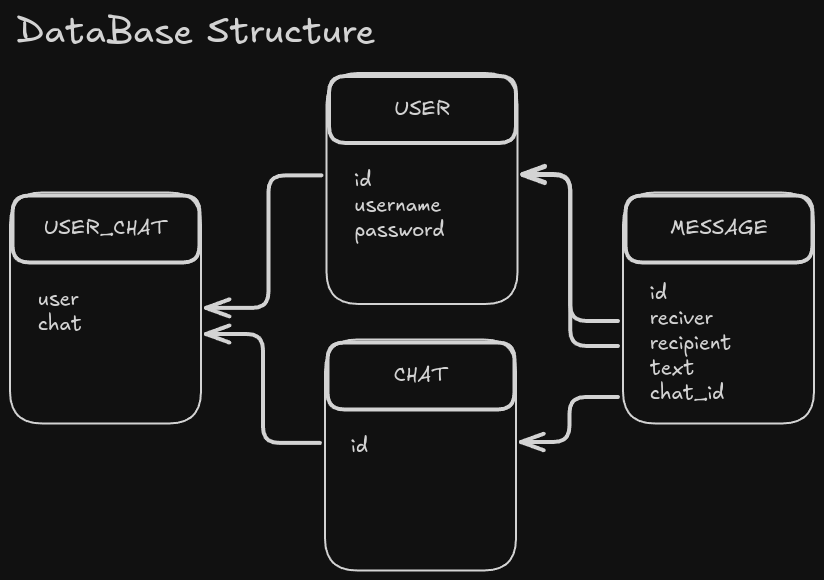 DataBase Structure
USER
id
username
password
USER_CHAT
user
chat
MESSAGE
id
reciver
recipient
text
chat_id
CHAT
id